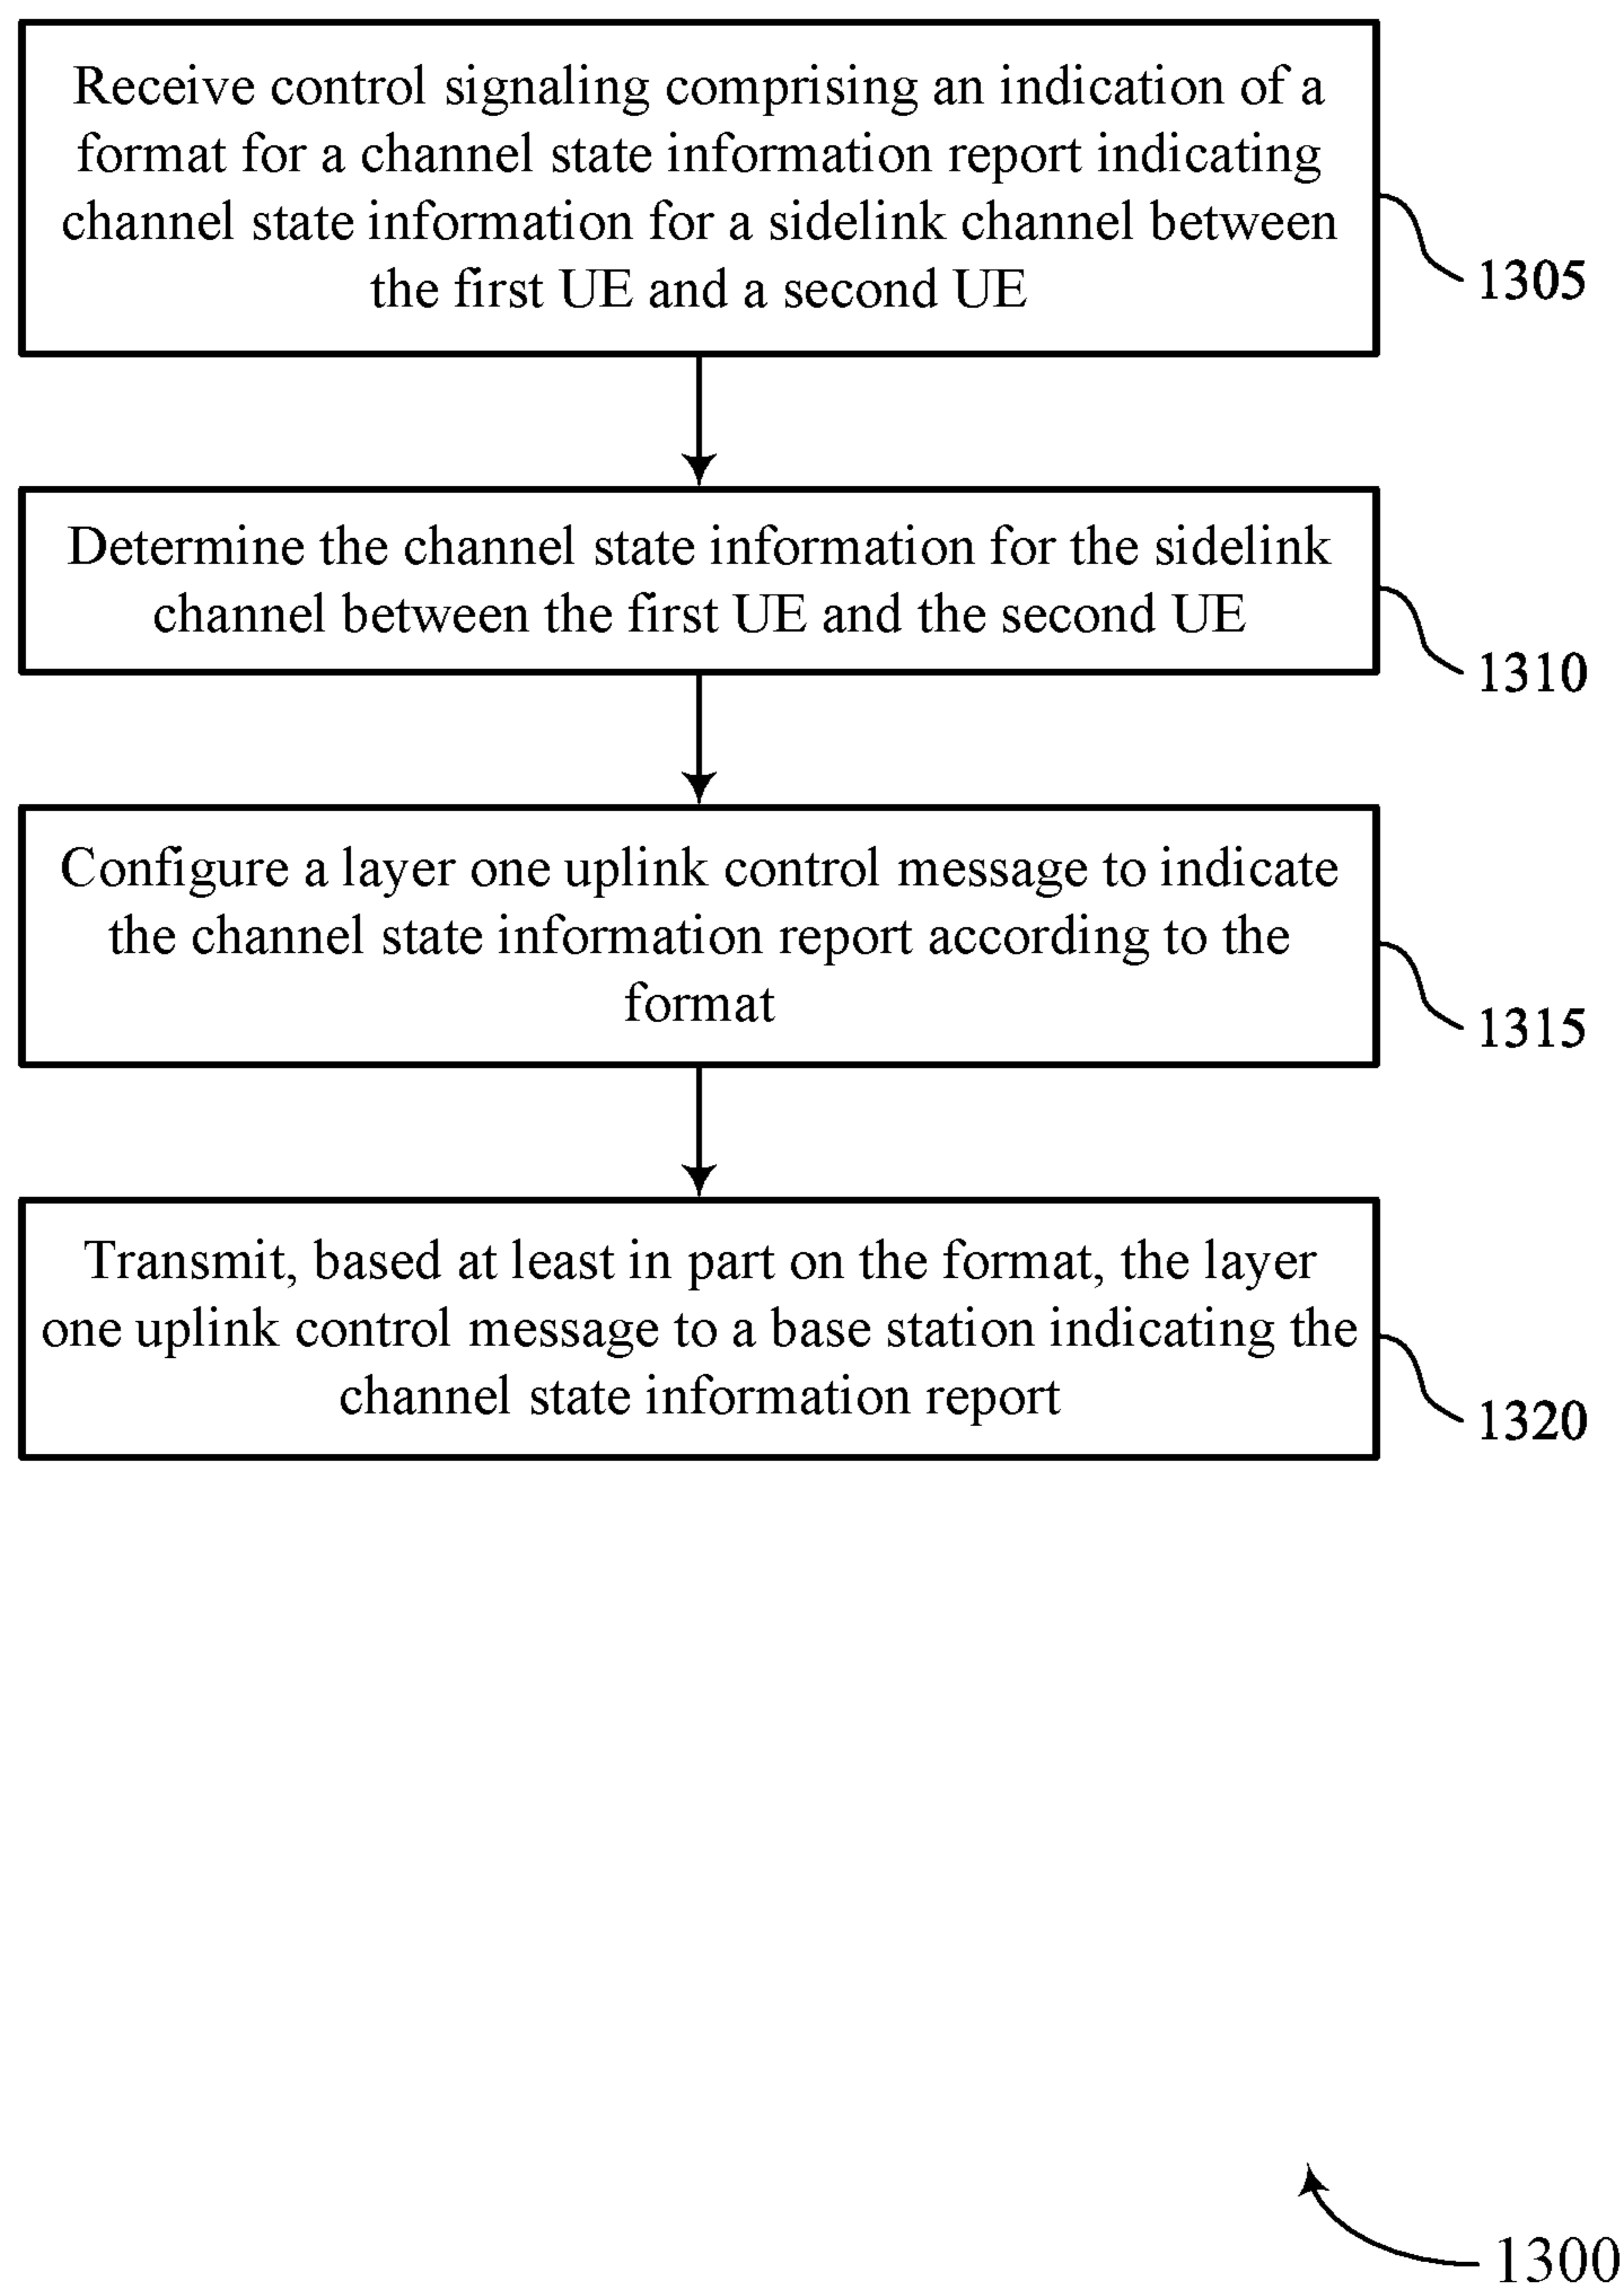 Receive control signaling comprising an indication of a
format for a channel state information report indicating
channel state information for a sidelink channel between
the first UE and a second UE
1305
Determine the channel state information for the sidelink
channel between the first UE and the second UE
1310
Configure a layer one uplink control message to indicate
the channel state information report according to the
format
1315
Transmit, based at least in part on the format, the layer
one uplink control message to a base station indicating the
channel state information report
1320
1300